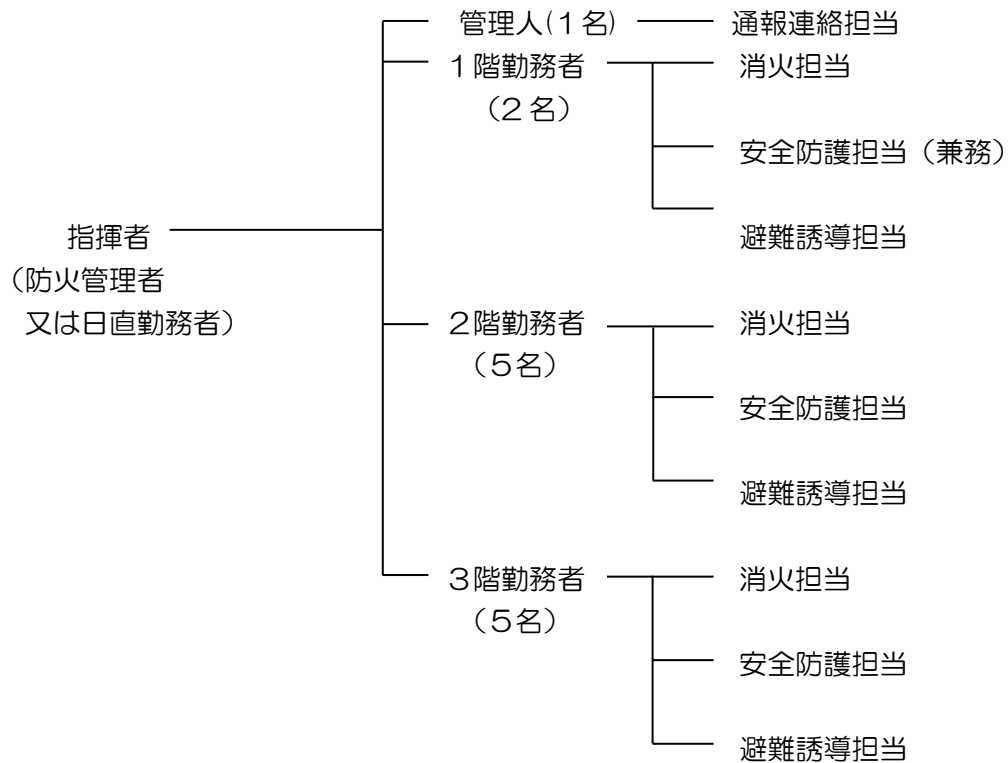 管理人(1名) 通報連絡担当
1階勤務者 消火担当
(2名)
安全防護担当(兼務)
避難誘導担当
指揮者
(防火管理者
又は日直勤務者)
2階勤務者 消火担当
(5名)
安全防護担当
避難誘導担当
3階勤務者 消火担当
(5名)
安全防護担当
避難誘導担当